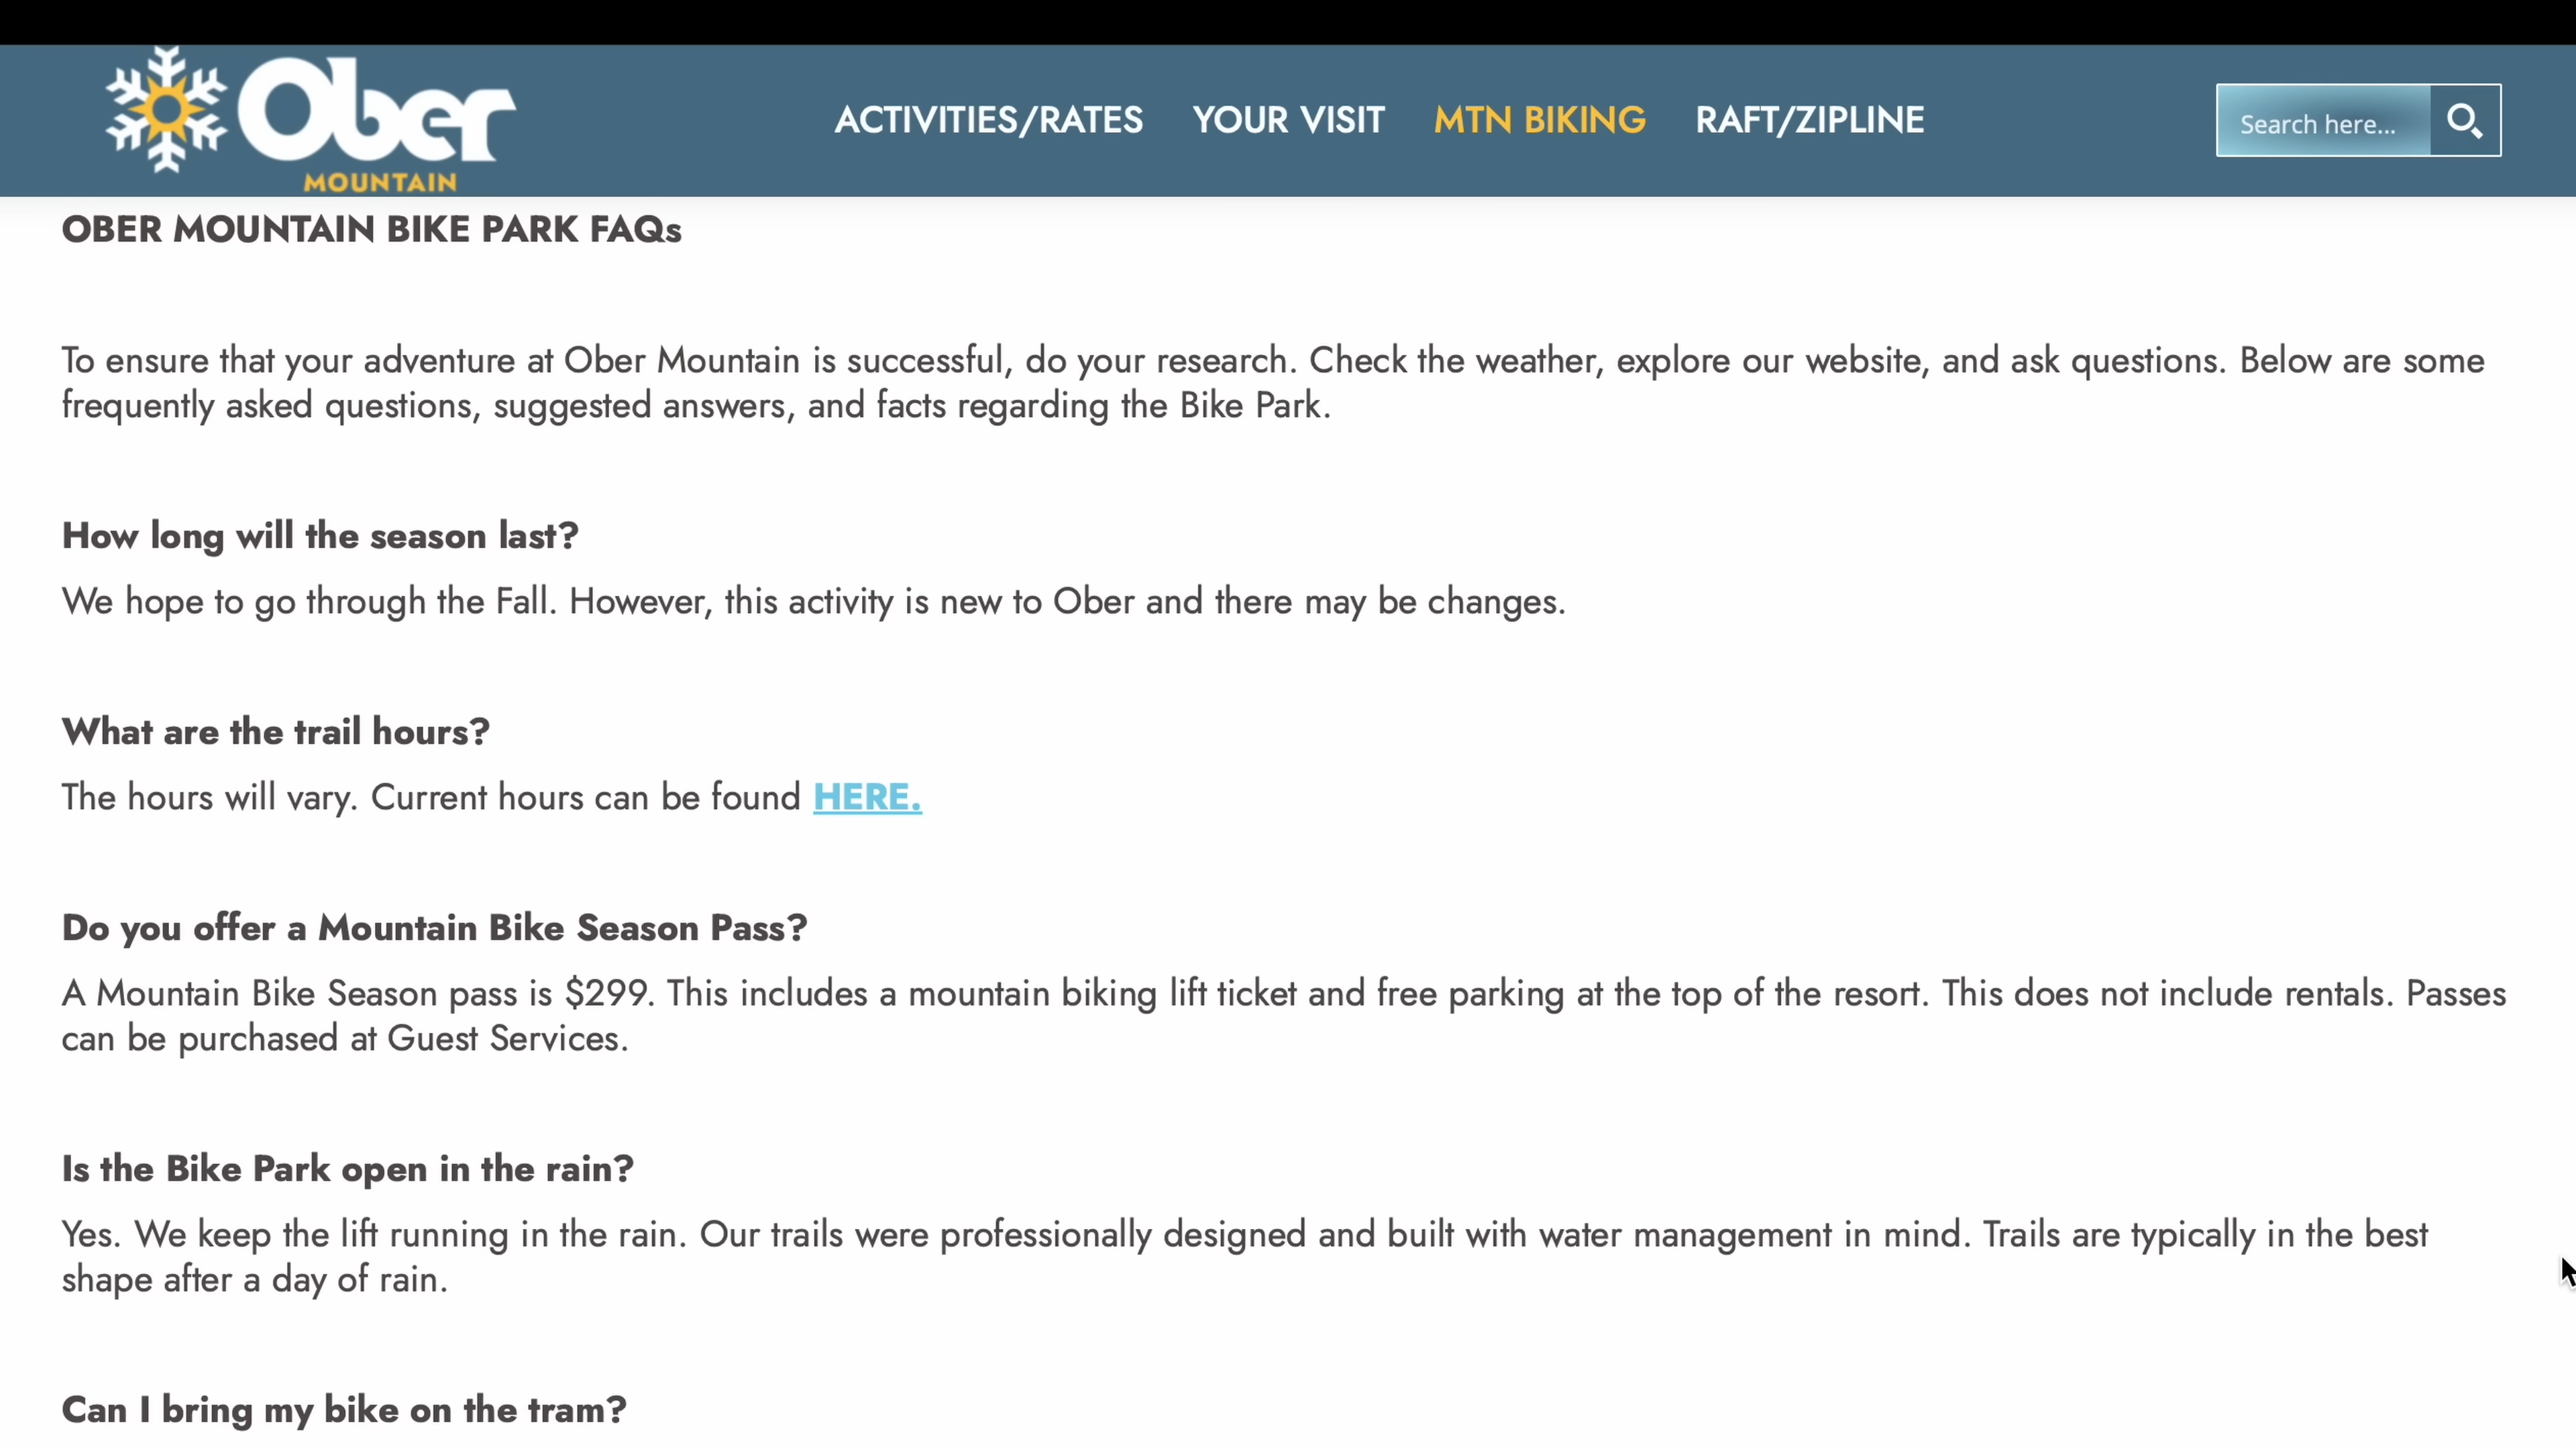 Ober
MOUNTAIN
ACTIVITIES/RATES YOUR VISIT MTN BIKING RAFT/ZIPLINE
Search here...
OBER MOUNTAIN BIKE PARK FAQs
To ensure that your adventure at Ober Mountain is successful, do your research. Check the weather, explore our website, and ask questions. Below are some
frequently asked questions, suggested answers, and facts regarding the Bike Park.
How long will the season last?
We hope to go through the Fall. However, this activity is new to Ober and there may be changes.
What are the trail hours?
The hours will vary. Current hours can be found HERE.
Do you offer a Mountain Bike Season Pass?
A Mountain Bike Season pass is $299. This includes a mountain biking lift ticket and free parking at the top of the resort. This does not include rentals. Passes
can be purchased at Guest Services.
Is the Bike Park open in the rain?
Yes. We keep the lift running in the rain. Our trails were professionally designed and built with water management in mind. Trails are typically in the best
shape after a day of rain.
Can I bring my bike on the tram?